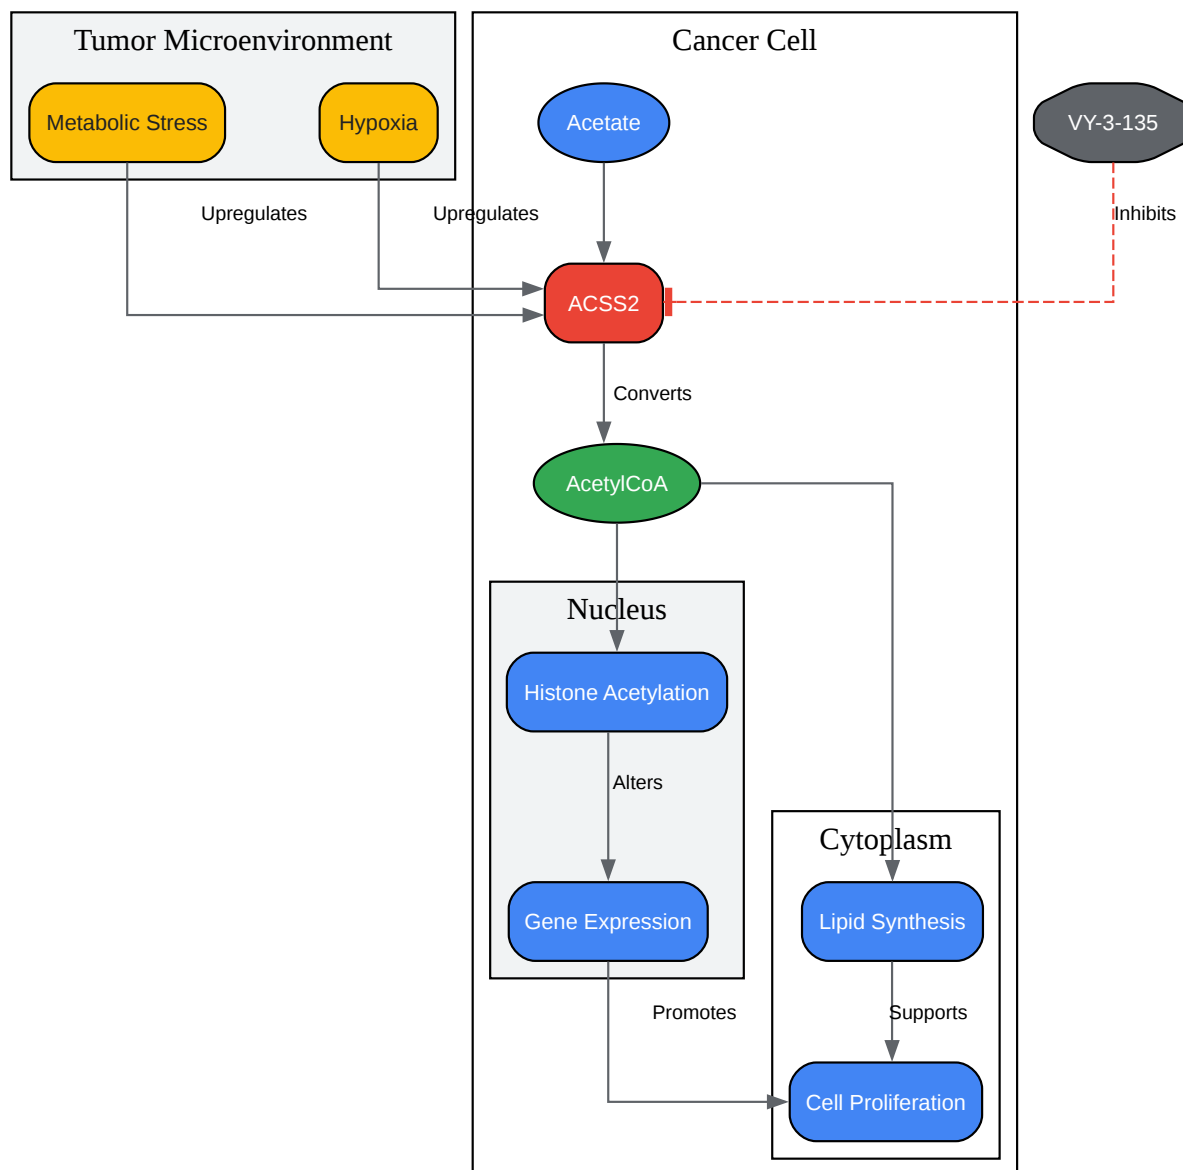 Tumor Microenvironment
Cancer Cell
Metabolic Stress
Hypoxia
Acetate
VY-3-135
Upregulates
Upregulates
Inhibits
ACSS2
Converts
AcetylCoA
Nucleus
Histone Acetylation
Alters
Cytoplasm
Gene Expression
Lipid Synthesis
Promotes
Supports
Cell Proliferation